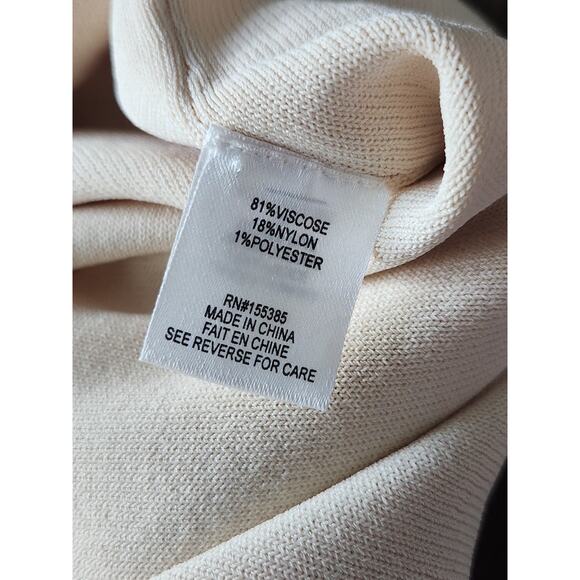 81%VISCOSE
18%NYLON
1%POLYESTER
RN#155385
MADE IN CHINA
FAIT EN CHINE
SEE REVERSE FOR CARE